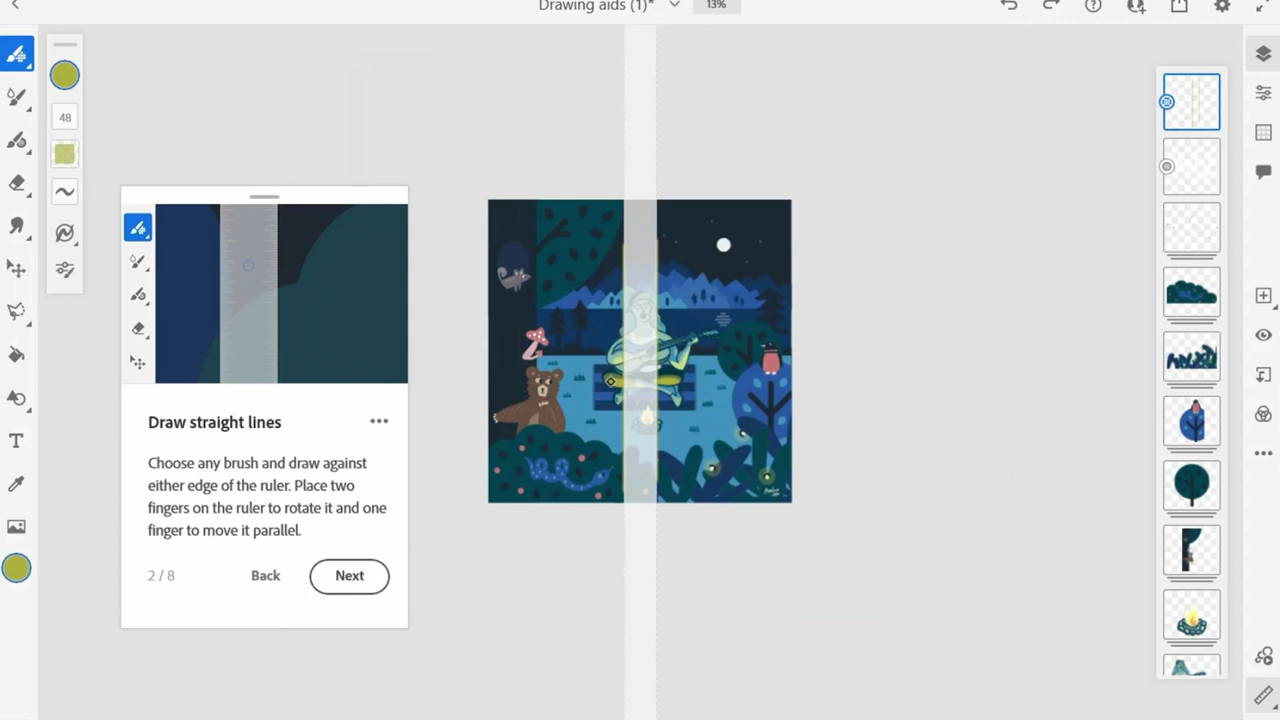 Drawing aids (1)*
13%
48
Draw straight lines
Choose any brush and draw against
either edge of the ruler. Place two
fingers on the ruler to rotate it and one
finger to move it parallel.
2 / 8
Back
Next